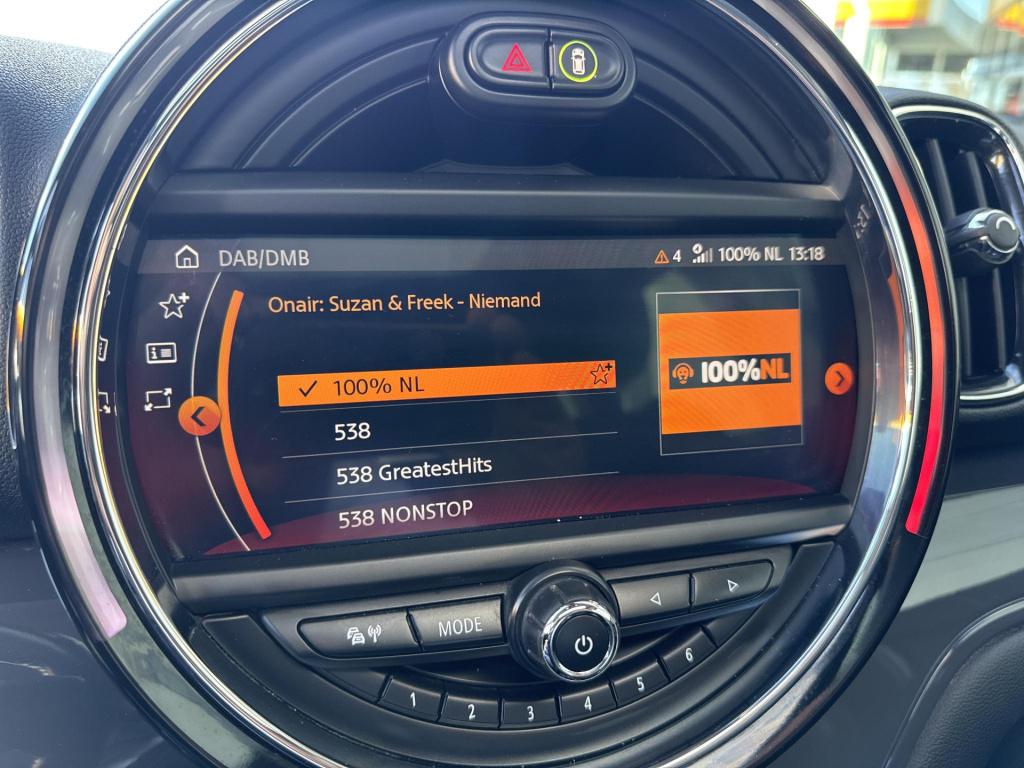 DAB/DMB
4 100% NL 13:18
Onair: Suzan & Freek - Niemand
100% NL
538
538 GreatestHits
538 NONSTOP
100%NL
MODE
1 2 3 4 5 6